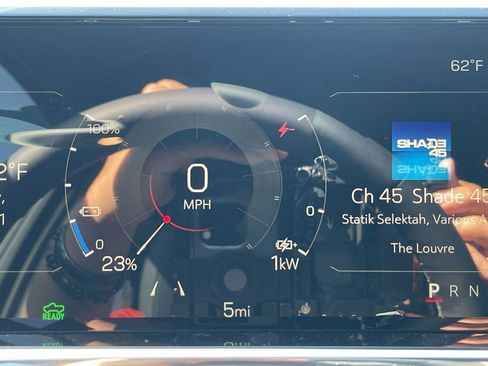 62°F
100%
SHADE
45
2°F
0
MPH
Ch 45 Shade 45
Statik Selektah, Various A
1
0
0
The Louvre
23%
1kW
P R N
READY
5mi